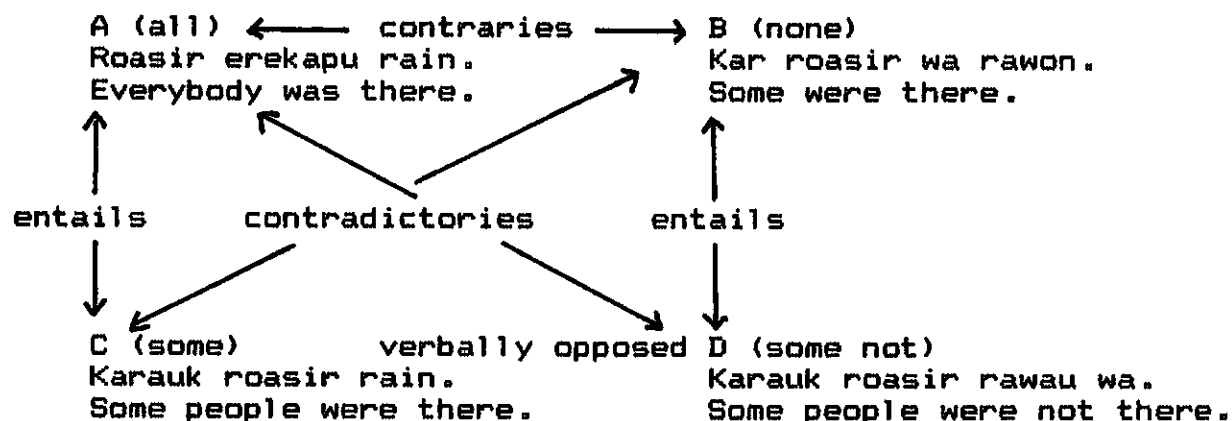 A (all) contraries B (none)
Roasir erekapu rain. Kar roasir wa rawon.
Everybody was there. Some were there.
entails contradictories entails
C (some) verbally opposed D (some not)
Karauk roasir rain. Karauk roasir rawau wa.
Some people were there. Some people were not there.